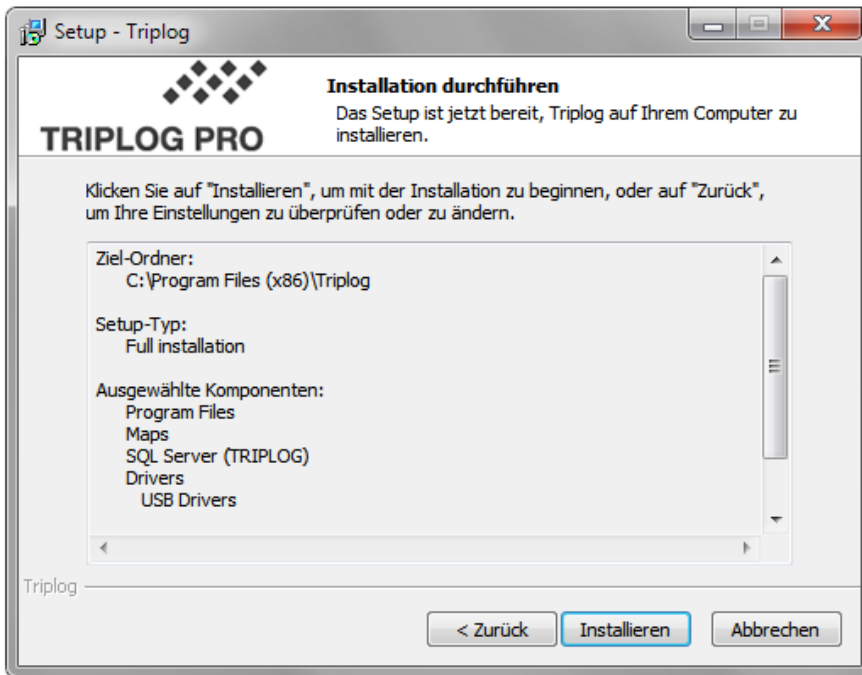 Setup - Triplog
TRIPLOG PRO
Installation durchführen
Das Setup ist jetzt bereit, Triplog auf Ihrem Computer zu
installieren.
Klicken Sie auf "Installieren", um mit der Installation zu beginnen, oder auf "Zurück",
um Ihre Einstellungen zu überprüfen oder zu ändern.
Ziel-Ordner:
C:\Program Files (x86)\Triplog
Setup-Typ:
Full installation
Ausgewählte Komponenten:
Program Files
Maps
SQL Server (TRIPLOG)
Drivers
USB Drivers
Triplog
< Zurück
Installieren
Abbrechen